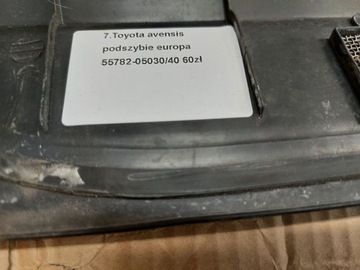 7.Toyota avensis
podszybie europa
55782-05030/40 60zł